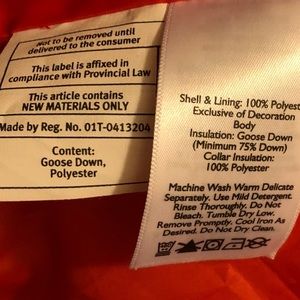 Not to be removed until
delivered to the consumer
This label is affixed in
compliance with Provincial Law
This article contains
NEW MATERIALS ONLY
Made by Reg. No. 01T-0413204
Content:
Goose Down,
Polyester
Shell & Lining: 100% Polyest
Exclusive of Decoration
Body
Insulation: Goose Down
(Minimum 75% Down)
Collar Insulation:
100% Polyester
Machine Wash Warm Delicate
Separately. Use Mild Detergent.
Rinse Thoroughly. Do Not
Bleach. Tumble Dry Low.
Remove Promptly. Cool Iron As
Desired. Do Not Dry Clean.